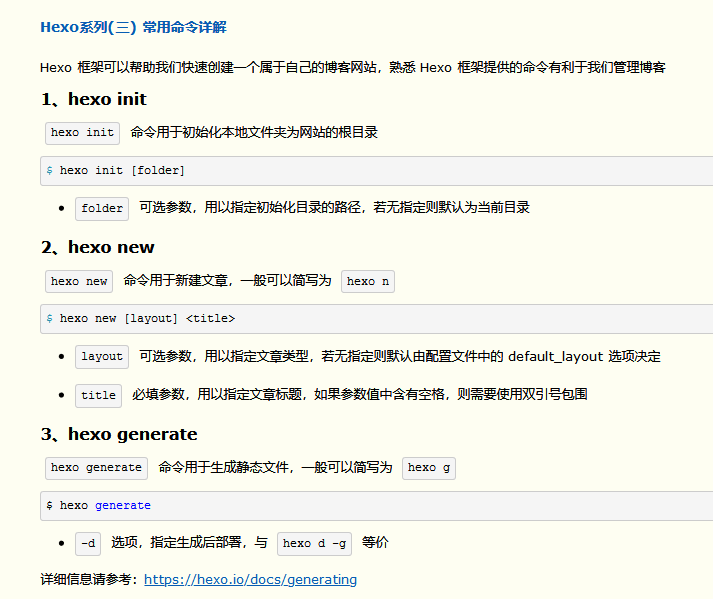 Hexo系列(三) 常用命令详解
Hexo 框架可以帮助我们快速创建一个属于自己的博客网站，熟悉 Hexo 框架提供的命令有利于我们管理博客
1、hexo init
hexo init 命令用于初始化本地文件夹为网站的根目录
$ hexo init [folder]
folder 可选参数，用以指定初始化目录的路径，若无指定则默认为当前目录
2、hexo new
hexo new 命令用于新建文章，一般可以简写为 hexo n
$ hexo new [layout] <title>
layout 可选参数，用以指定文章类型，若无指定则默认由配置文件中的 default_layout 选项决定
title 必填参数，用以指定文章标题，如果参数值中含有空格，则需要使用双引号包围
3、hexo generate
hexo generate 命令用于生成静态文件，一般可以简写为 hexo g
$ hexo generate
-d 选项，指定生成后部署，与 hexo d -g 等价
详细信息请参考：https://hexo.io/docs/generating